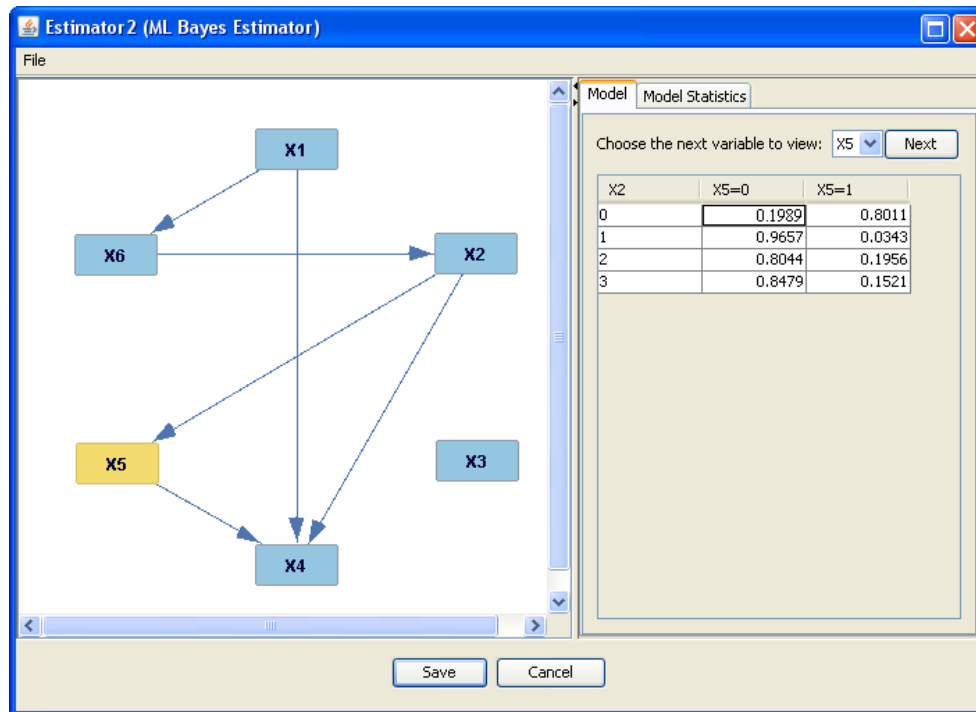 Estimator2 (ML Bayes Estimator)
File
X1
X6
X2
X5
X3
X4
Model Model Statistics
Choose the next variable to view: X5 Next
X2 X5=0 X5=1
0 0.1989 0.8011
1 0.9657 0.0343
2 0.8044 0.1956
3 0.8479 0.1521
Save Cancel